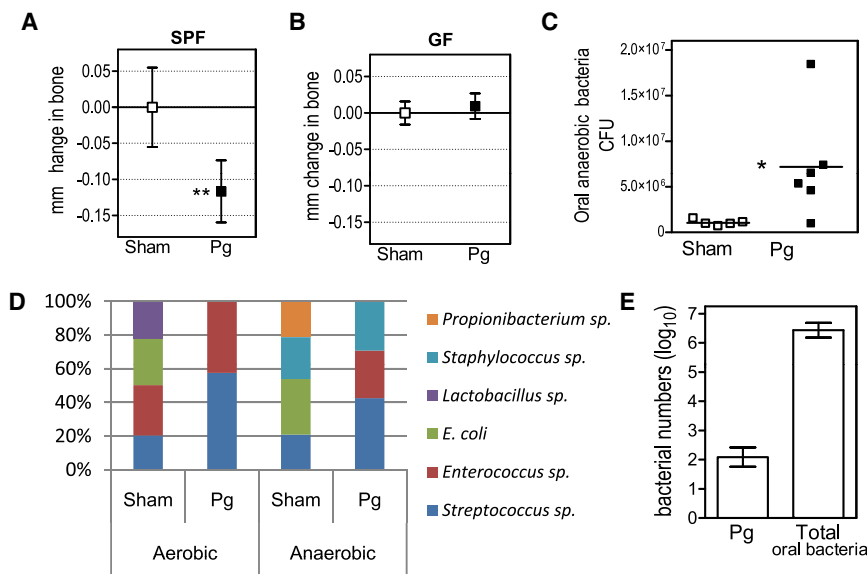 A
SPF
mm hange in bone
0.05
0.00
-0.05
-0.10
-0.15
**
Sham Pg
B
GF
mm change in bone
0.05
0.00
-0.05
-0.10
-0.15
Sham Pg
C
Oral anaerobic bacteria
CFU
2.0×10⁷
1.5×10⁷
1.0×10⁷
5.0×10⁶
0
*
Sham Pg
D
100%
80%
60%
40%
20%
0%
Sham Pg Sham Pg
Aerobic Anaerobic
Propionibacterium sp.
Staphylococcus sp.
Lactobacillus sp.
E. coli
Enterococcus sp.
Streptococcus sp.
E
bacterial numbers (log₁₀)
7
6
5
4
3
2
1
0
Pg Total
oral bacteria